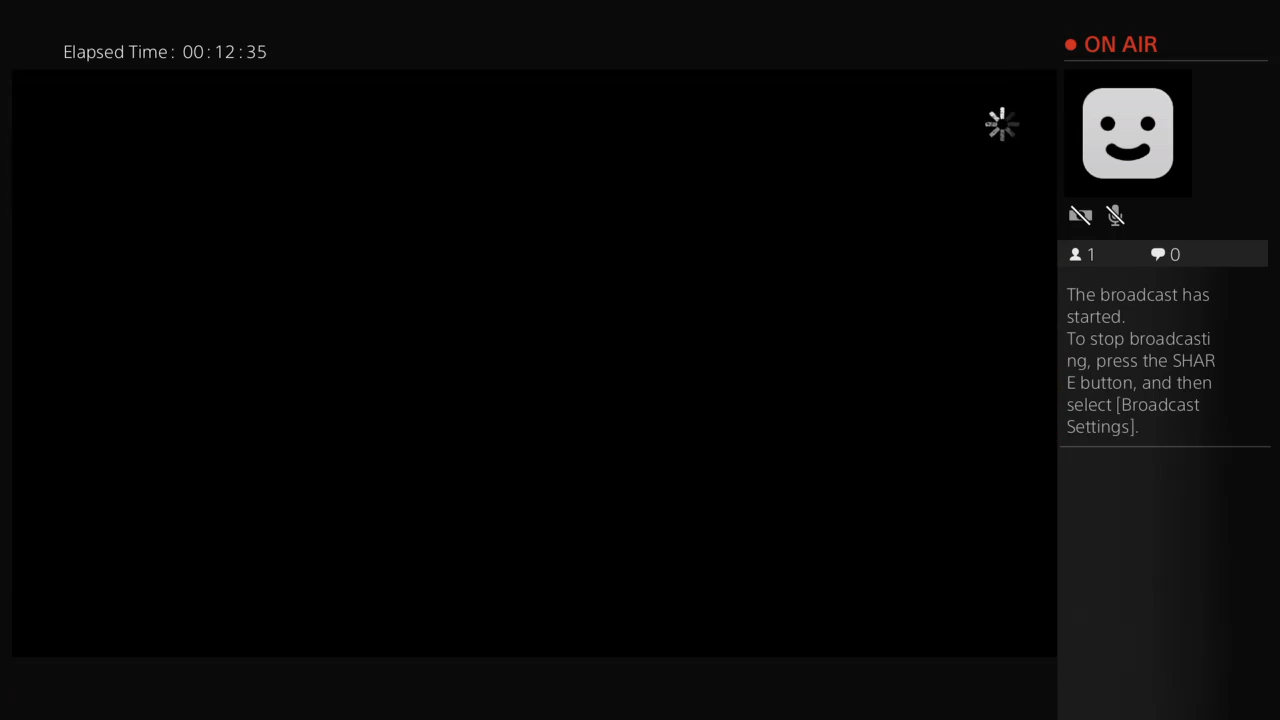 Elapsed Time: 00:12:35
ON AIR
1 0
The broadcast has
started.
To stop broadcasti
ng, press the SHAR
E button, and then
select [Broadcast
Settings].